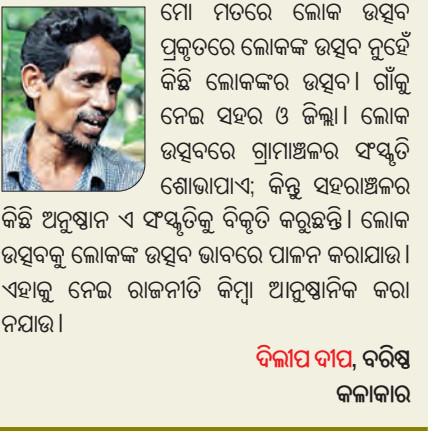 ମୋ ମତରେ ଲୋକ ଉତ୍ସବ
ପ୍ରକୃତରେ ଲୋକଙ୍କ ଉତ୍ସବ ନୁହେଁ
କିଛି ଲୋକଙ୍କର ଉତ୍ସବ। ଗାଁକୁ
ନେଇ ସହର ଓ ଜିଲ୍ଲା। ଲୋକ
ଉତ୍ସବରେ ଗ୍ରାମାଞ୍ଚଳର ସଂସ୍କୃତି
ଶୋଭାପାଏ; କିନ୍ତୁ ସହରାଞ୍ଚଳର
କିଛି ଅନୁଷ୍ଠାନ ଏ ସଂସ୍କୃତିକୁ ବିକୃତି କରୁଛନ୍ତି। ଲୋକ
ଉତ୍ସବକୁ ଲୋକଙ୍କ ଉତ୍ସବ ଭାବରେ ପାଳନ କରାଯାଉ।
ଏହାକୁ ନେଇ ରାଜନୀତି କିମ୍ବା ଆନୁଷ୍ଠାନିକ କରା
ନଯାଉ।
ଦିଲୀପ ଦୀପ, ବରିଷ୍ଠ
କଳାକାର